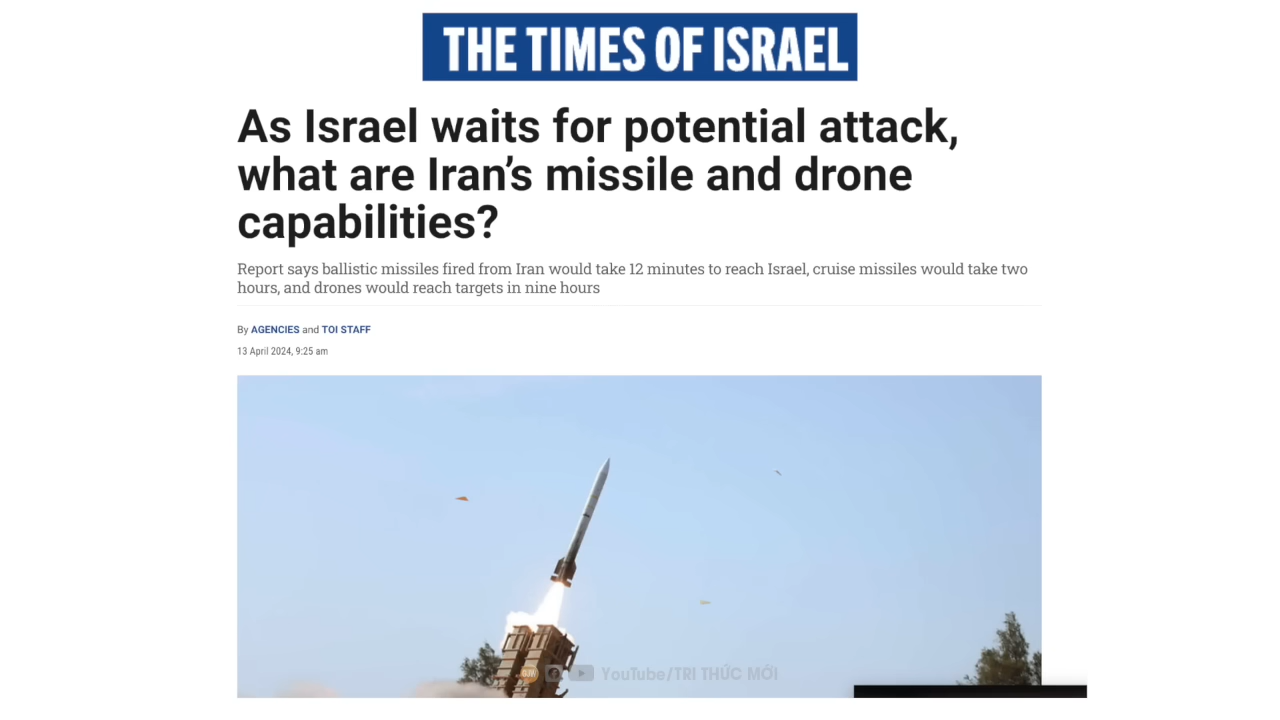 THE TIMES OF ISRAEL
As Israel waits for potential attack,
what are Iran's missile and drone
capabilities?
Report says ballistic missiles fired from Iran would take 12 minutes to reach Israel, cruise missiles would take two
hours, and drones would reach targets in nine hours
By AGENCIES and TOI STAFF
13 April 2024, 9:25 am
YouTube/TRI THỨC MỚI